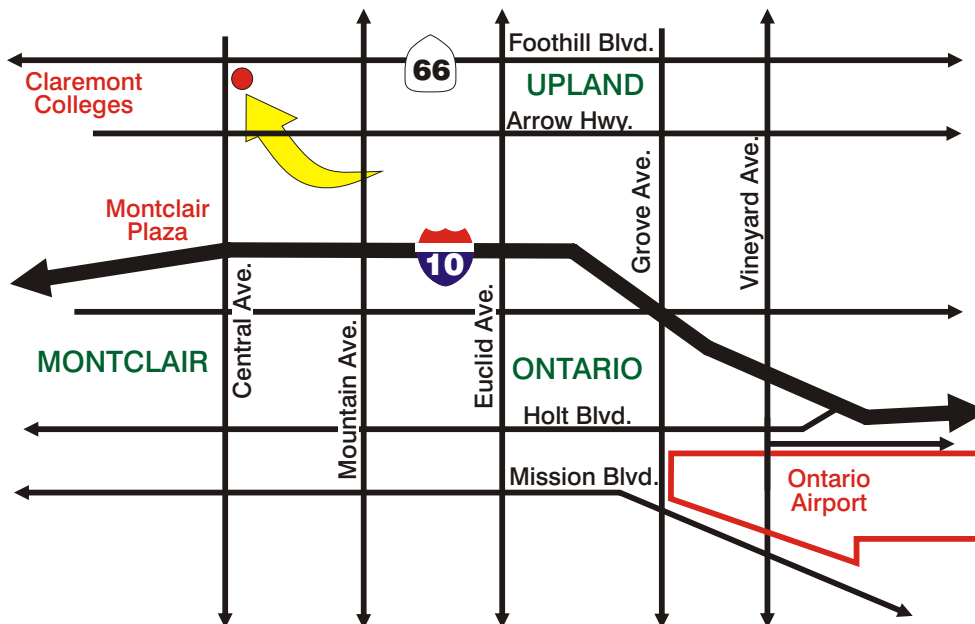 Foothill Blvd.
66
Claremont
Colleges
UPLAND
Arrow Hwy.
Montclair
Plaza
Grove Ave.
Vineyard Ave.
10
Central Ave.
Mountain Ave.
Euclid Ave.
MONTCLAIR
ONTARIO
Holt Blvd.
Mission Blvd.
Ontario
Airport